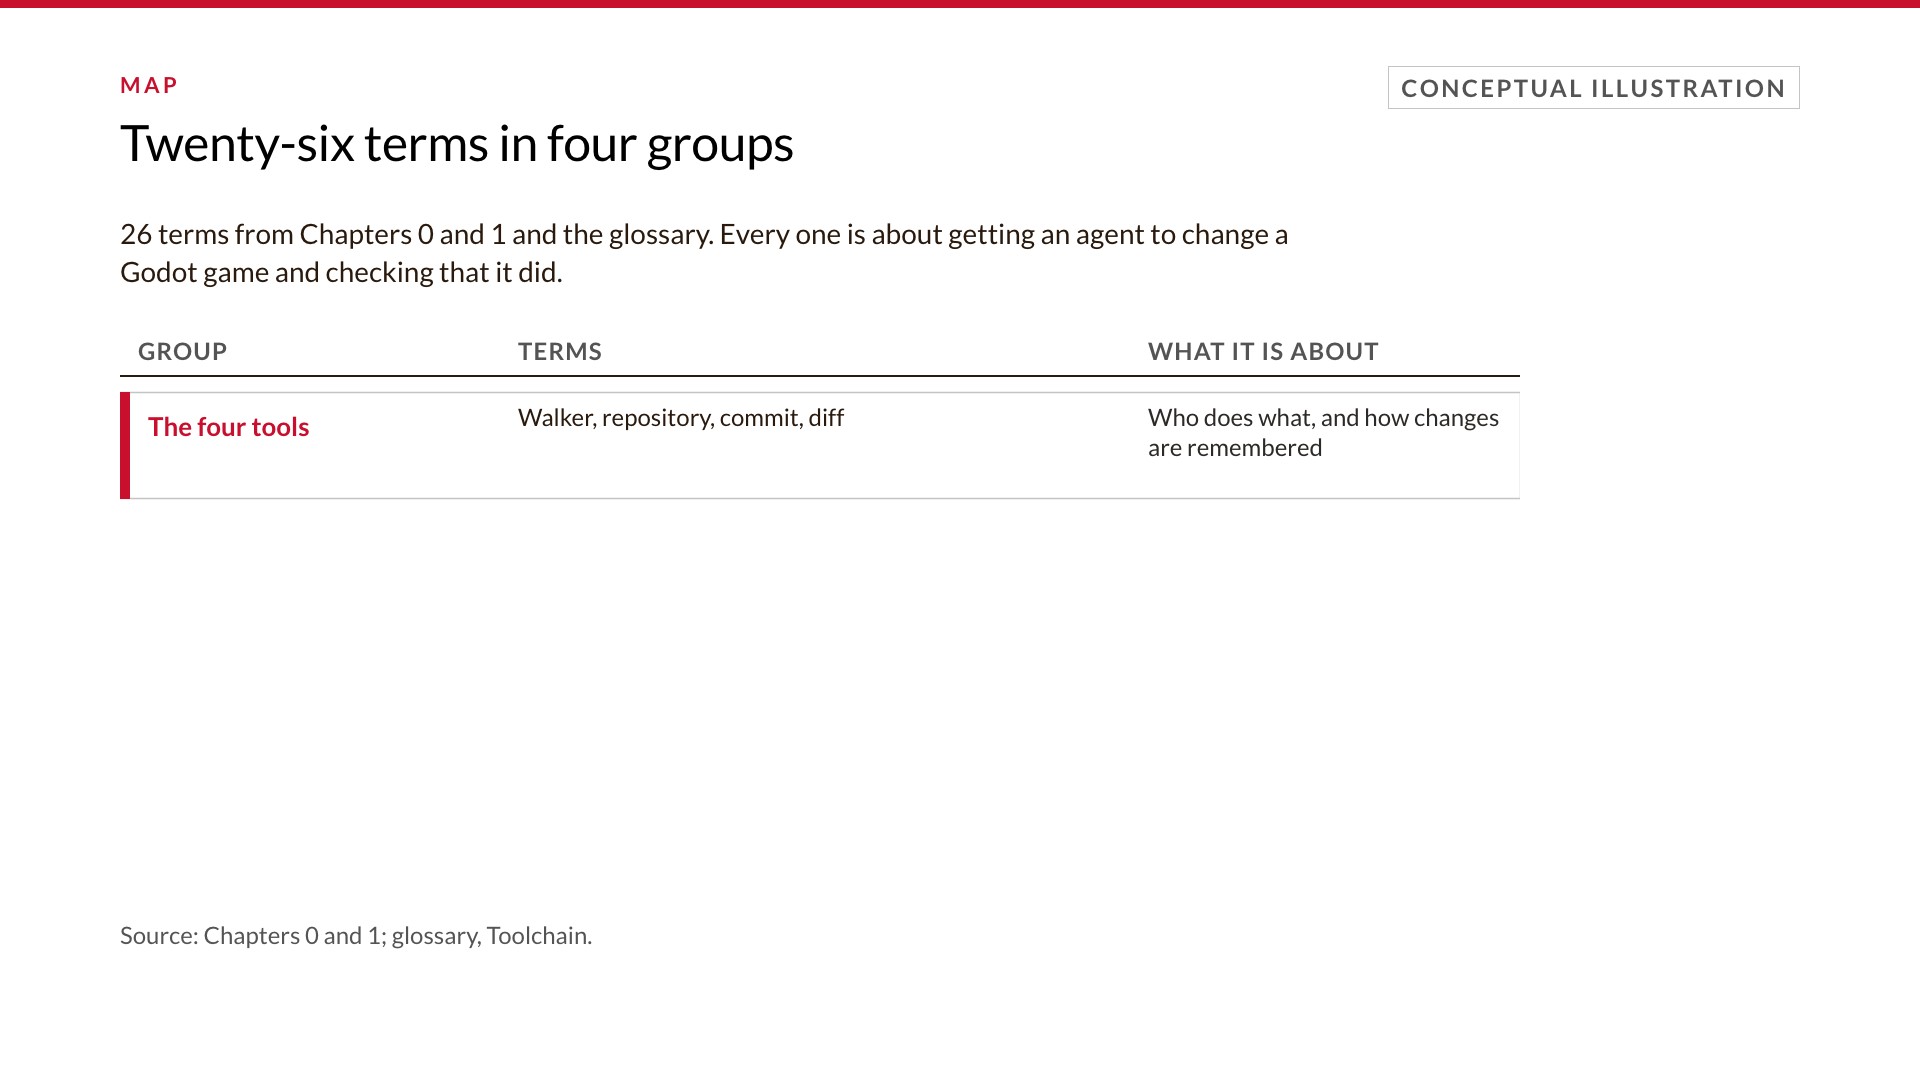 MAP
CONCEPTUAL ILLUSTRATION
Twenty-six terms in four groups
26 terms from Chapters 0 and 1 and the glossary. Every one is about getting an agent to change a
Godot game and checking that it did.
GROUP TERMS WHAT IT IS ABOUT
The four tools Walker, repository, commit, diff Who does what, and how changes
are remembered
Source: Chapters 0 and 1; glossary, Toolchain.